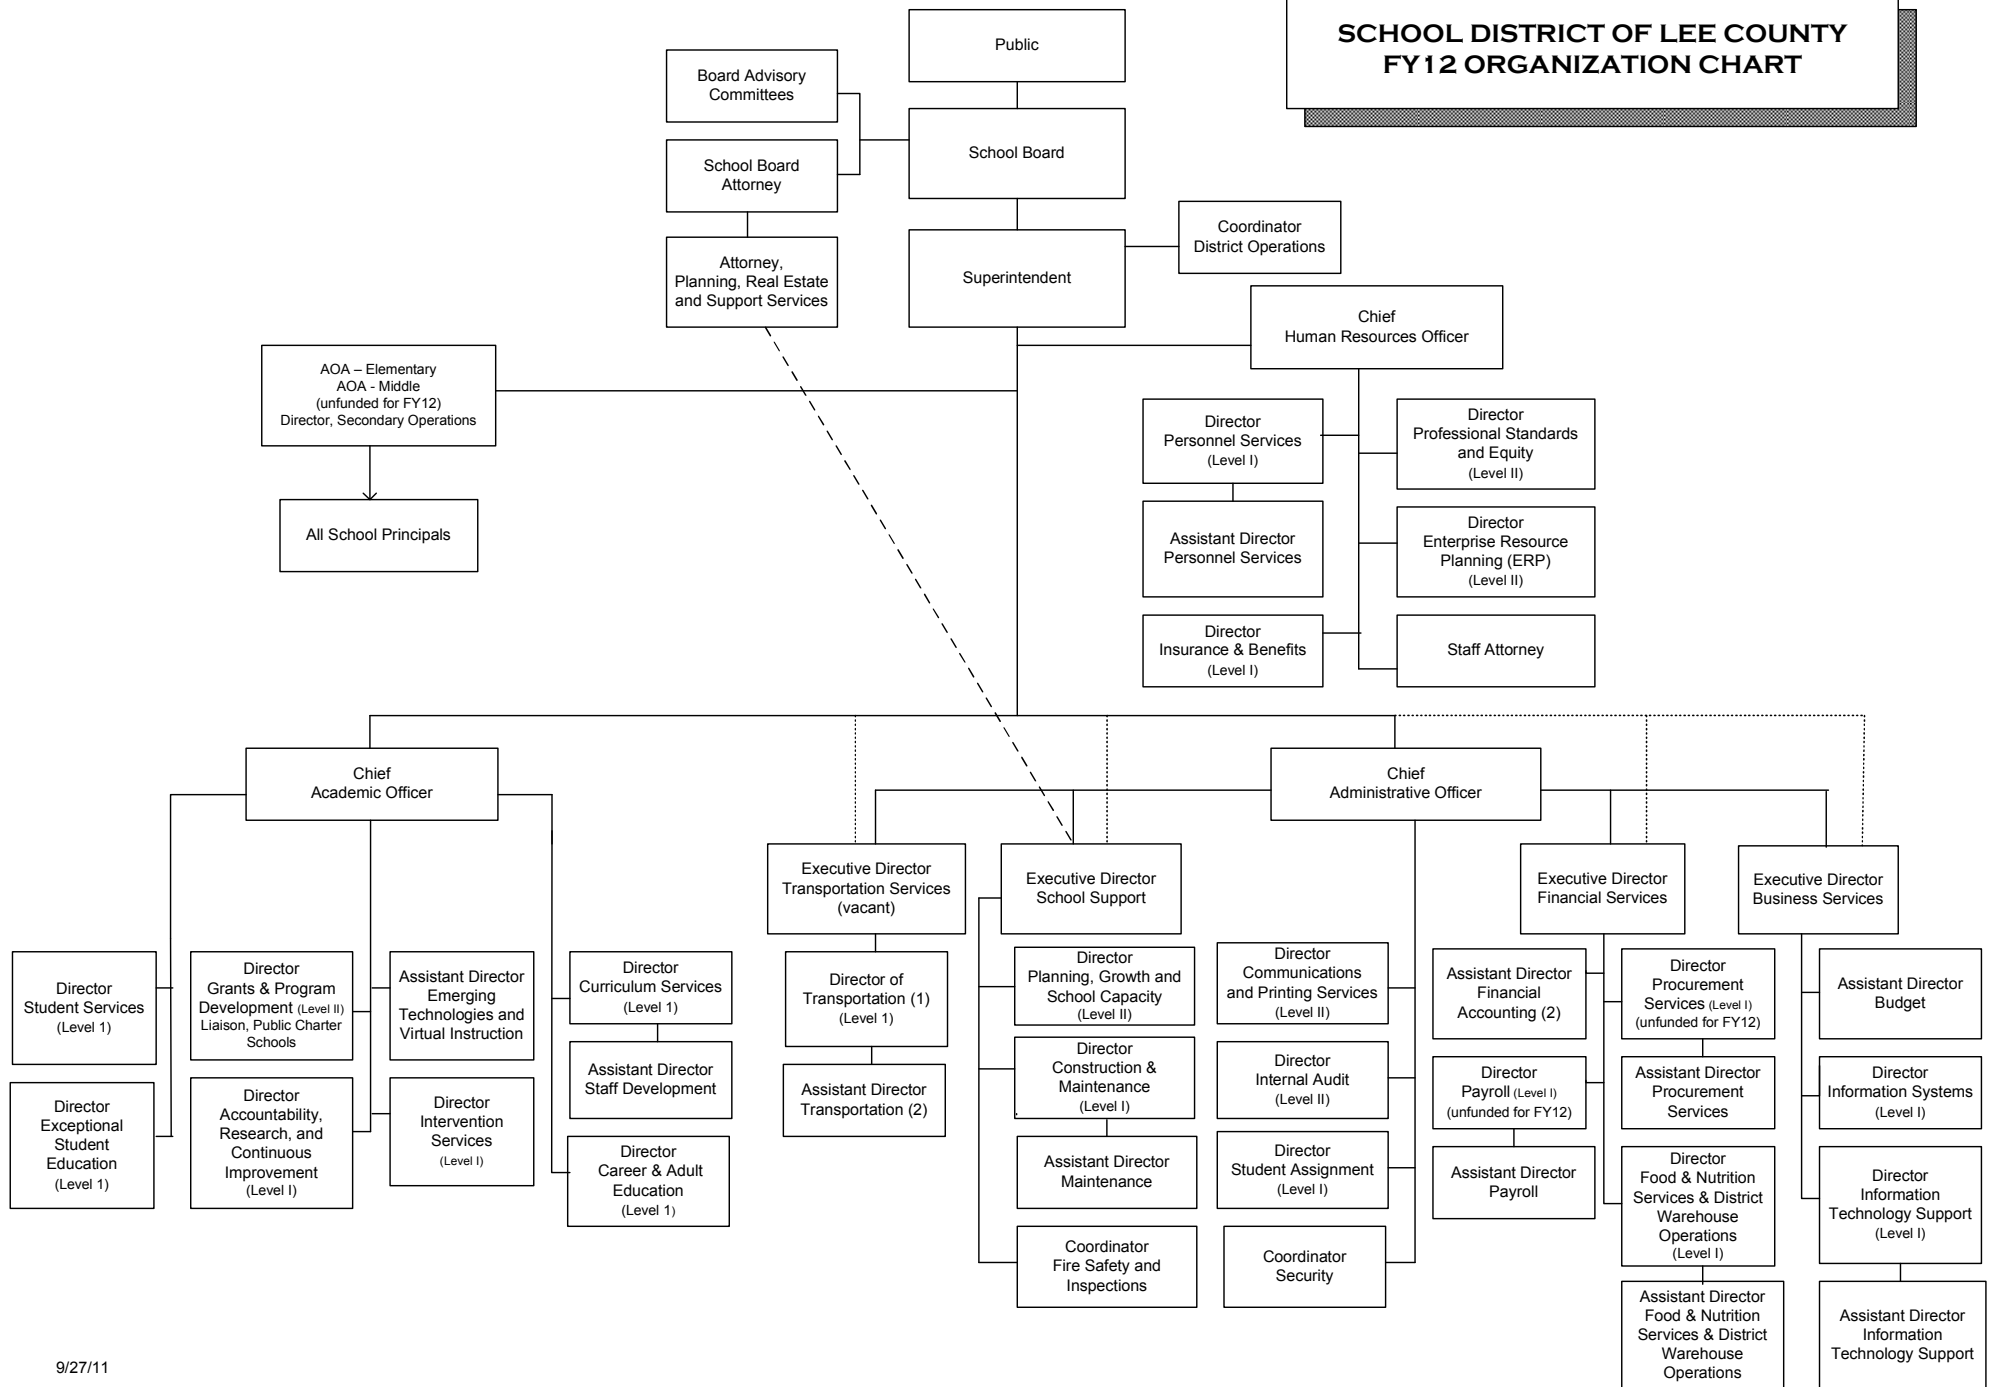 SCHOOL DISTRICT OF LEE COUNTY
FY12 ORGANIZATION CHART
Public
Board Advisory
Committees
School Board
School Board
Attorney
Attorney,
Planning, Real Estate
and Support Services
Superintendent
Coordinator
District Operations
Chief
Human Resources Officer
AOA – Elementary
AOA - Middle
(unfunded for FY12)
Director, Secondary Operations
All School Principals
Director
Personnel Services
(Level I)
Director
Professional Standards
and Equity
(Level II)
Assistant Director
Personnel Services
Director
Enterprise Resource
Planning (ERP)
(Level II)
Director
Insurance & Benefits
(Level I)
Staff Attorney
Chief
Academic Officer
Chief
Administrative Officer
Executive Director
Transportation Services
(vacant)
Executive Director
School Support
Executive Director
Financial Services
Executive Director
Business Services
Director
Student Services
(Level 1)
Director
Grants & Program
Development (Level II)
Liaison, Public Charter
Schools
Assistant Director
Emerging
Technologies and
Virtual Instruction
Director
Curriculum Services
(Level 1)
Assistant Director
Staff Development
Director
Exceptional
Student
Education
(Level 1)
Director
Accountability,
Research, and
Continuous
Improvement
(Level I)
Director
Intervention
Services
(Level I)
Director
Career & Adult
Education
(Level 1)
Director of
Transportation (1)
(Level 1)
Assistant Director
Transportation (2)
Director
Planning, Growth and
School Capacity
(Level II)
Director
Construction &
Maintenance
(Level I)
Assistant Director
Maintenance
Coordinator
Fire Safety and
Inspections
Director
Communications
and Printing Services
(Level II)
Director
Internal Audit
(Level II)
Director
Student Assignment
(Level I)
Coordinator
Security
Assistant Director
Financial
Accounting (2)
Director
Payroll (Level I)
(unfunded for FY12)
Assistant Director
Payroll
Director
Procurement
Services (Level I)
(unfunded for FY12)
Assistant Director
Procurement
Services
Director
Food & Nutrition
Services & District
Warehouse
Operations
(Level I)
Assistant Director
Food & Nutrition
Services & District
Warehouse
Operations
Assistant Director
Budget
Director
Information Systems
(Level I)
Director
Information
Technology Support
(Level I)
Assistant Director
Information
Technology Support
9/27/11